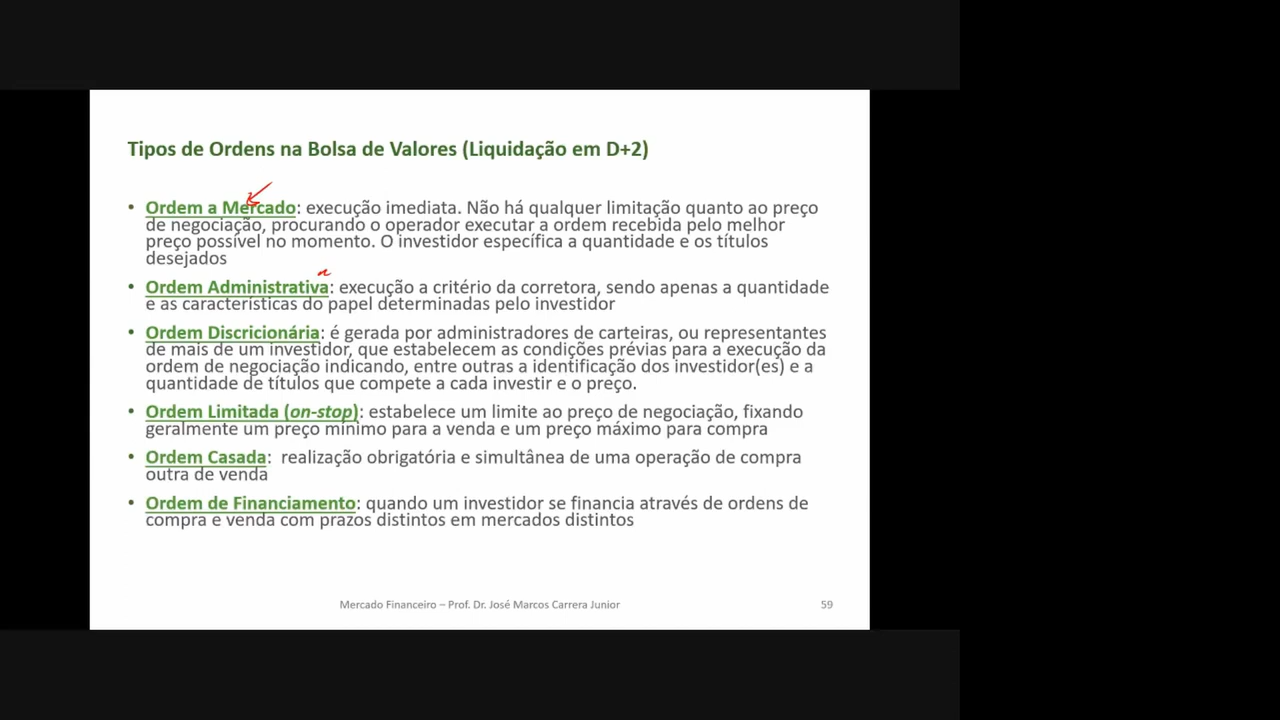 Tipos de Ordens na Bolsa de Valores (Liquidação em D+2)
• Ordem a Mercado: execução imediata. Não há qualquer limitação quanto ao preço
de negociação, procurando o operador executar a ordem recebida pelo melhor
preço possível no momento. O investidor específica a quantidade e os títulos
desejados
• Ordem Administrativa: execução a critério da corretora, sendo apenas a quantidade
e as características do papel determinadas pelo investidor
• Ordem Discricionária: é gerada por administradores de carteiras, ou representantes
de mais de um investidor, que estabelecem as condições prévias para a execução da
ordem de negociação indicando, entre outras a identificação dos investidor(es) e a
quantidade de títulos que compete a cada investir e o preço.
• Ordem Limitada (on-stop): estabelece um limite ao preço de negociação, fixando
geralmente um preço mínimo para a venda e um preço máximo para compra
• Ordem Casada:  realização obrigatória e simultânea de uma operação de compra
outra de venda
• Ordem de Financiamento: quando um investidor se financia através de ordens de
compra e venda com prazos distintos em mercados distintos
Mercado Financeiro – Prof. Dr. José Marcos Carrera Junior
59